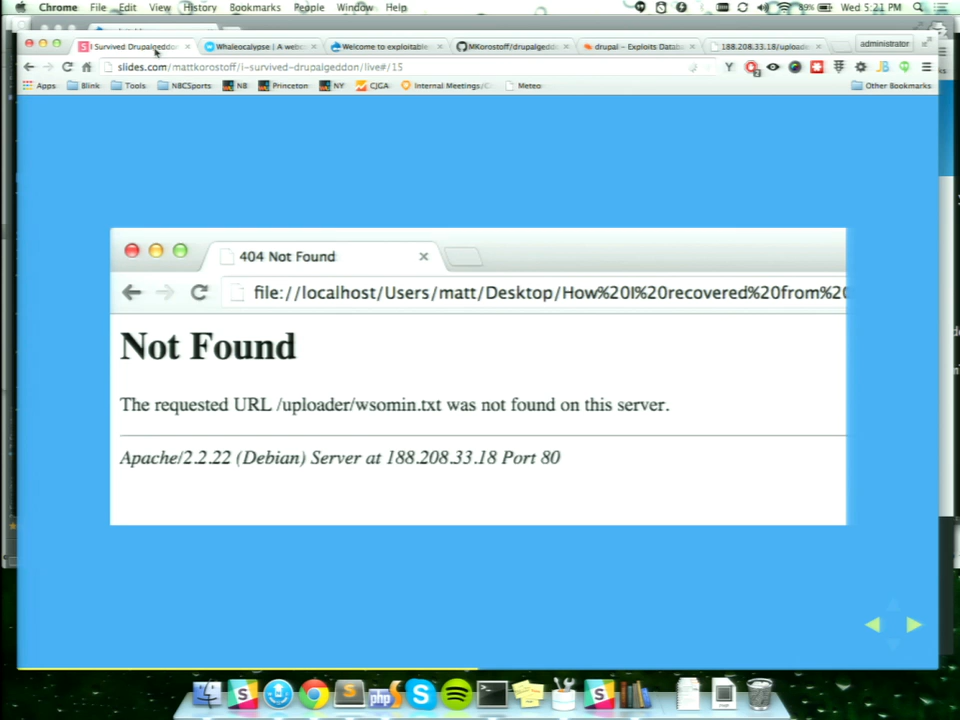 Chrome File Edit View History Bookmarks People Window Help
89% Wed 5:21 PM
I Survived Drupalgeddon
Whaleocalypse | A web
Welcome to exploitable
MKorostoff/drupalgedd
drupal – Exploits Datab
188.208.33.18/upload
administrator
slides.com/mattkorostoff/i-survived-drupalgeddon/live#/15
Apps Blink Tools NBCSports NB Princeton NY CJGA Internal Meetings/C Meteo Other Bookmarks
404 Not Found
file://localhost/Users/matt/Desktop/How%20I%20recovered%20from%20
Not Found
The requested URL /uploader/wsomin.txt was not found on this server.
Apache/2.2.22 (Debian) Server at 188.208.33.18 Port 80